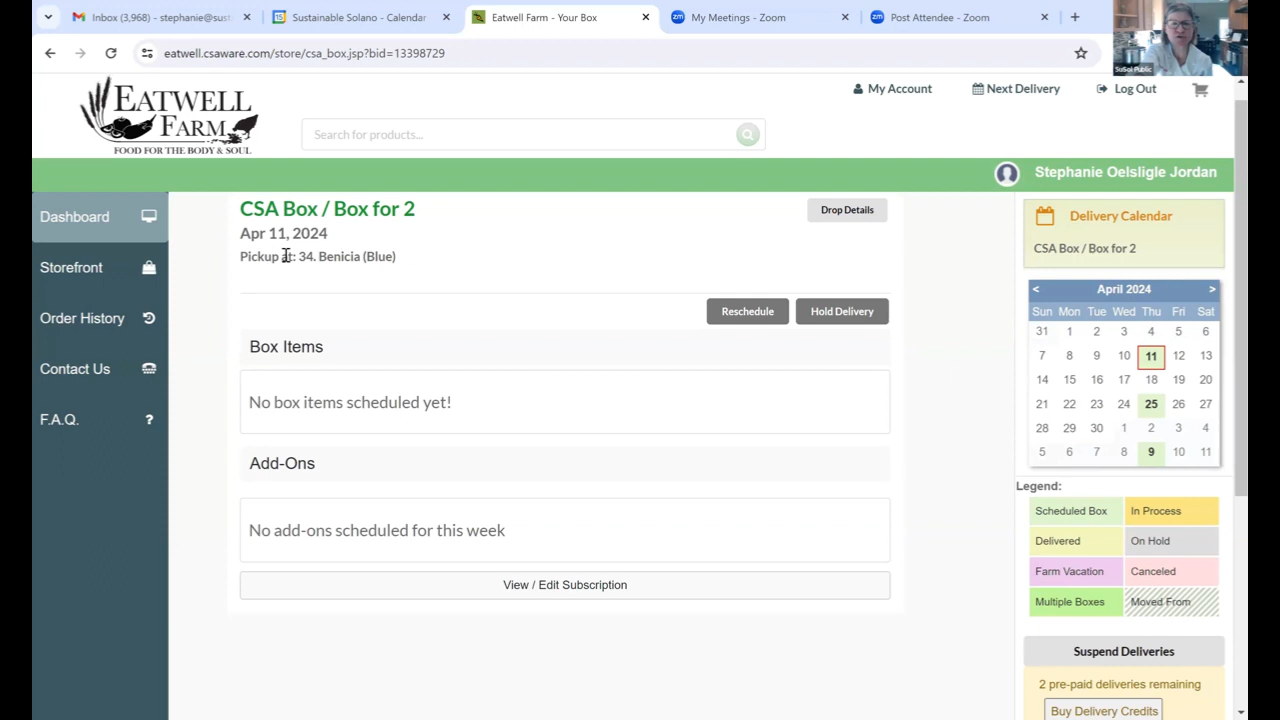 Inbox (3,968) - stephanie@sust
Sustainable Solano - Calendar
Eatwell Farm - Your Box
zm
My Meetings - Zoom
zm
Post Attendee - Zoom
eatwell.csaware.com/store/csa_box.jsp?bid=13398729
SuSol Public
EATWELL
FARM
FOOD FOR THE BODY & SOUL
Search for products...
My Account
Next Delivery
Log Out
Stephanie Oelsligle Jordan
Dashboard
Storefront
Order History
Contact Us
F.A.Q. ?
CSA Box / Box for 2
Drop Details
Apr 11, 2024
Pickup at: 34. Benicia (Blue)
Reschedule
Hold Delivery
Box Items
No box items scheduled yet!
Add-Ons
No add-ons scheduled for this week
View / Edit Subscription
Delivery Calendar
CSA Box / Box for 2
< April 2024 >
Sun Mon Tue Wed Thu Fri Sat
31 1 2 3 4 5 6
7 8 9 10 11 12 13
14 15 16 17 18 19 20
21 22 23 24 25 26 27
28 29 30 1 2 3 4
5 6 7 8 9 10 11
Legend:
Scheduled Box
In Process
Delivered
On Hold
Farm Vacation
Canceled
Multiple Boxes
Moved From
Suspend Deliveries
2 pre-paid deliveries remaining
Buy Delivery Credits